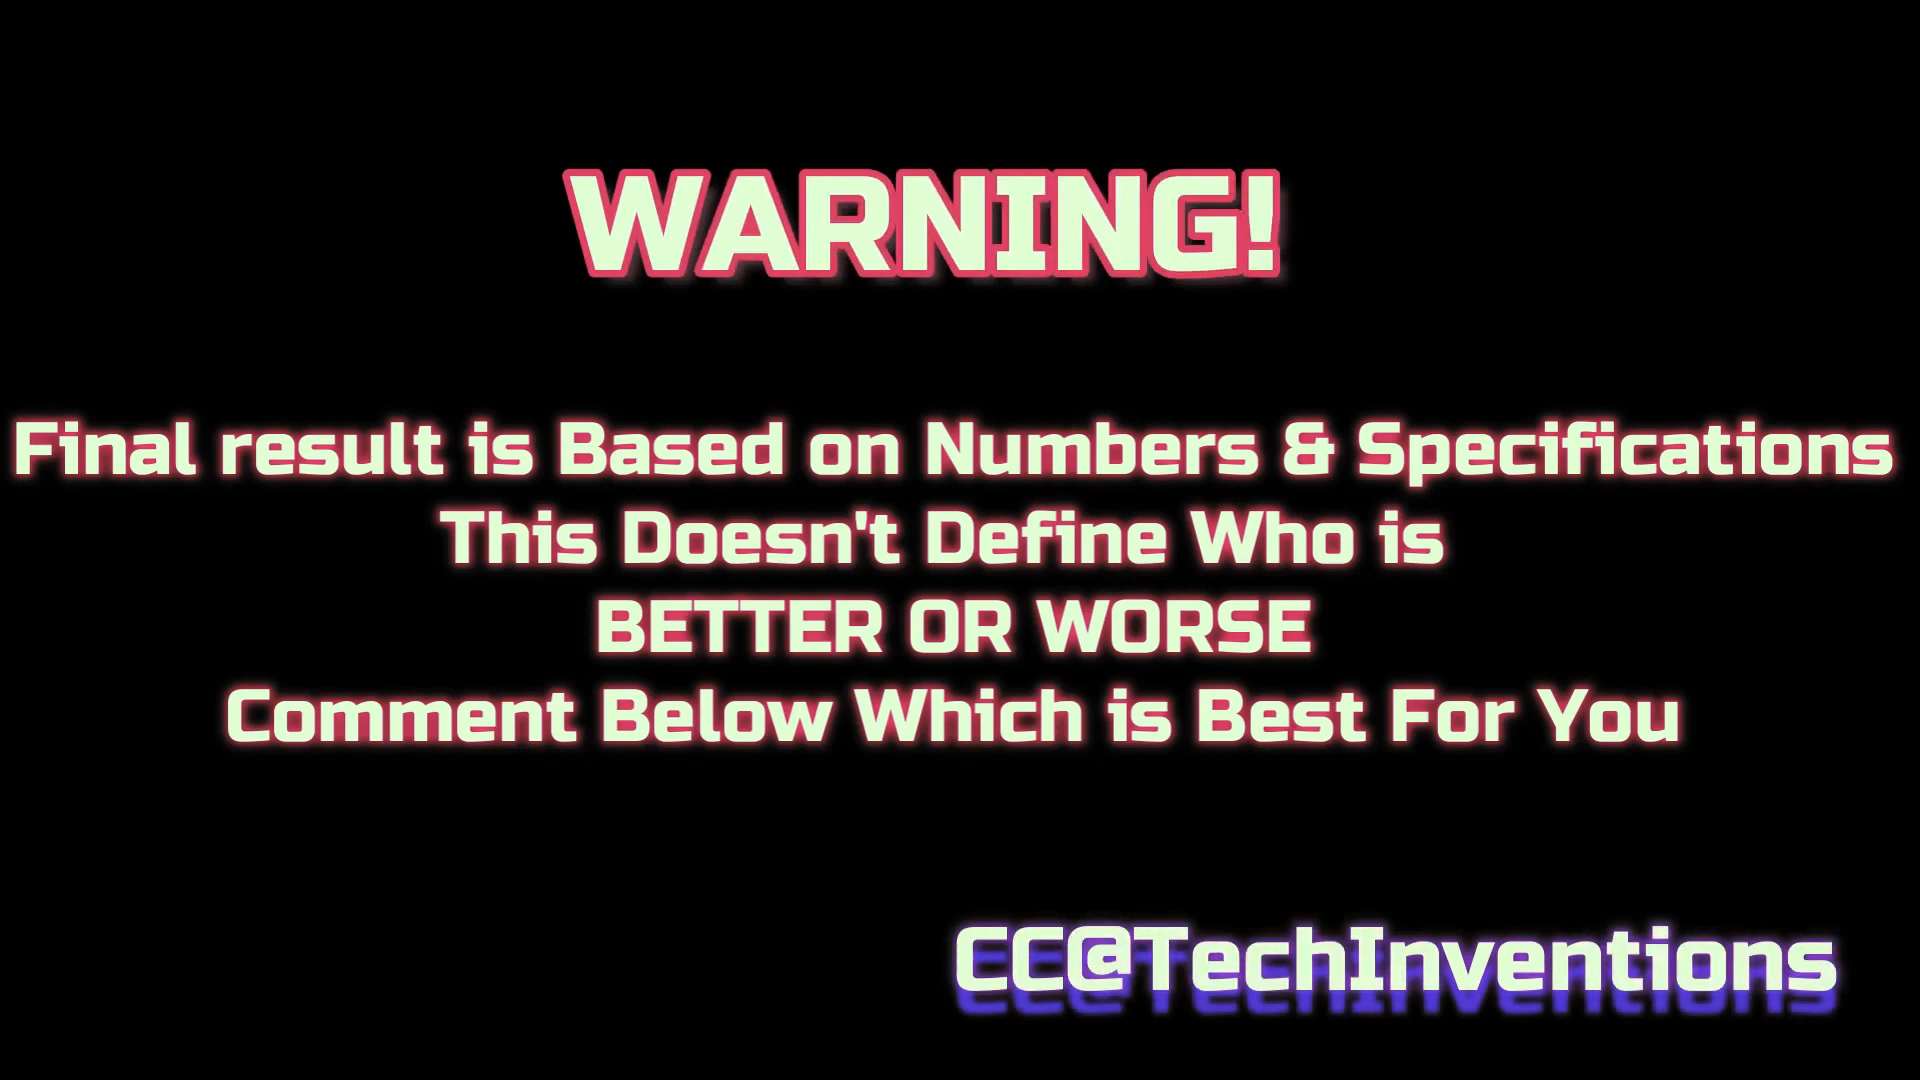 WARNING!
Final result is Based on Numbers & Specifications
This Doesn't Define Who is
BETTER OR WORSE
Comment Below Which is Best For You
CC@TechInventions